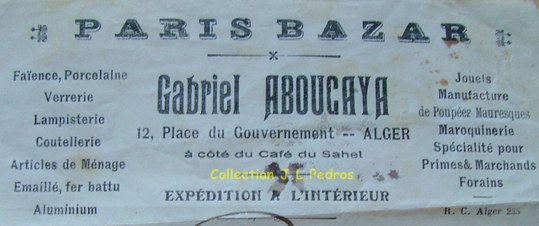 PARIS BAZAR
Faïence, Porcelaine
Verrerie
Lampisterie
Coutellerie
Articles de Ménage
Emaillé, fer battu
Aluminium
Gabriel ABOUCAYA
12, Place du Gouvernement -- ALGER
à côté du Café du Sahel
Collection J. L. Pedros
EXPÉDITION A L'INTÉRIEUR
Jouets
Manufacture
de Poupées Mauresques
Maroquinerie
Spécialité pour
Primes & Marchands
Forains
R. C. Alger 235